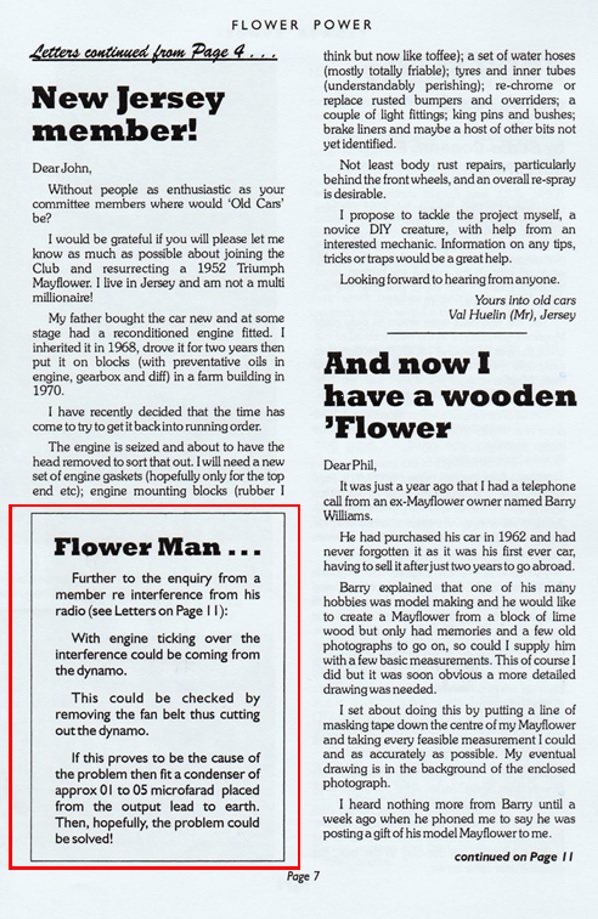 FLOWER POWER
Letters continued from Page 4 . . .
New Jersey
member!
Dear John,
Without people as enthusiastic as your
committee members where would 'Old Cars'
be?
I would be grateful if you will please let me
know as much as possible about joining the
Club and resurrecting a 1952 Triumph
Mayflower. I live in Jersey and am not a multi
millionaire!
My father bought the car new and at some
stage had a reconditioned engine fitted. I
inherited it in 1968, drove it for two years then
put it on blocks (with preventative oils in
engine, gearbox and diff) in a farm building in
1970.
I have recently decided that the time has
come to try to get it back into running order.
The engine is seized and about to have the
head removed to sort that out. I will need a new
set of engine gaskets (hopefully only for the top
end etc); engine mounting blocks (rubber I
Flower Man . . .
Further to the enquiry from a
member re interference from his
radio (see Letters on Page 11):
With engine ticking over the
interference could be coming from
the dynamo.
This could be checked by
removing the fan belt thus cutting
out the dynamo.
If this proves to be the cause of
the problem then fit a condenser of
approx 01 to 05 microfarad placed
from the output lead to earth.
Then, hopefully, the problem could
be solved!
think but now like toffee); a set of water hoses
(mostly totally friable); tyres and inner tubes
(understandably perishing); re-chrome or
replace rusted bumpers and overriders; a
couple of light fittings; king pins and bushes;
brake liners and maybe a host of other bits not
yet identified.
Not least body rust repairs, particularly
behind the front wheels, and an overall re-spray
is desirable.
I propose to tackle the project myself, a
novice DIY creature, with help from an
interested mechanic. Information on any tips,
tricks or traps would be a great help.
Looking forward to hearing from anyone.
Yours into old cars
Val Huelin (Mr), Jersey
And now I
have a wooden
'Flower
Dear Phil,
It was just a year ago that I had a telephone
call from an ex-Mayflower owner named Barry
Williams.
He had purchased his car in 1962 and had
never forgotten it as it was his first ever car,
having to sell it after just two years to go abroad.
Barry explained that one of his many
hobbies was model making and he would like
to create a Mayflower from a block of lime
wood but only had memories and a few old
photographs to go on, so could I supply him
with a few basic measurements. This of course I
did but it was soon obvious a more detailed
drawing was needed.
I set about doing this by putting a line of
masking tape down the centre of my Mayflower
and taking every feasible measurement I could
and as accurately as possible. My eventual
drawing is in the background of the enclosed
photograph.
I heard nothing more from Barry until a
week ago when he phoned me to say he was
posting a gift of his model Mayflower to me.
continued on Page 11
Page 7